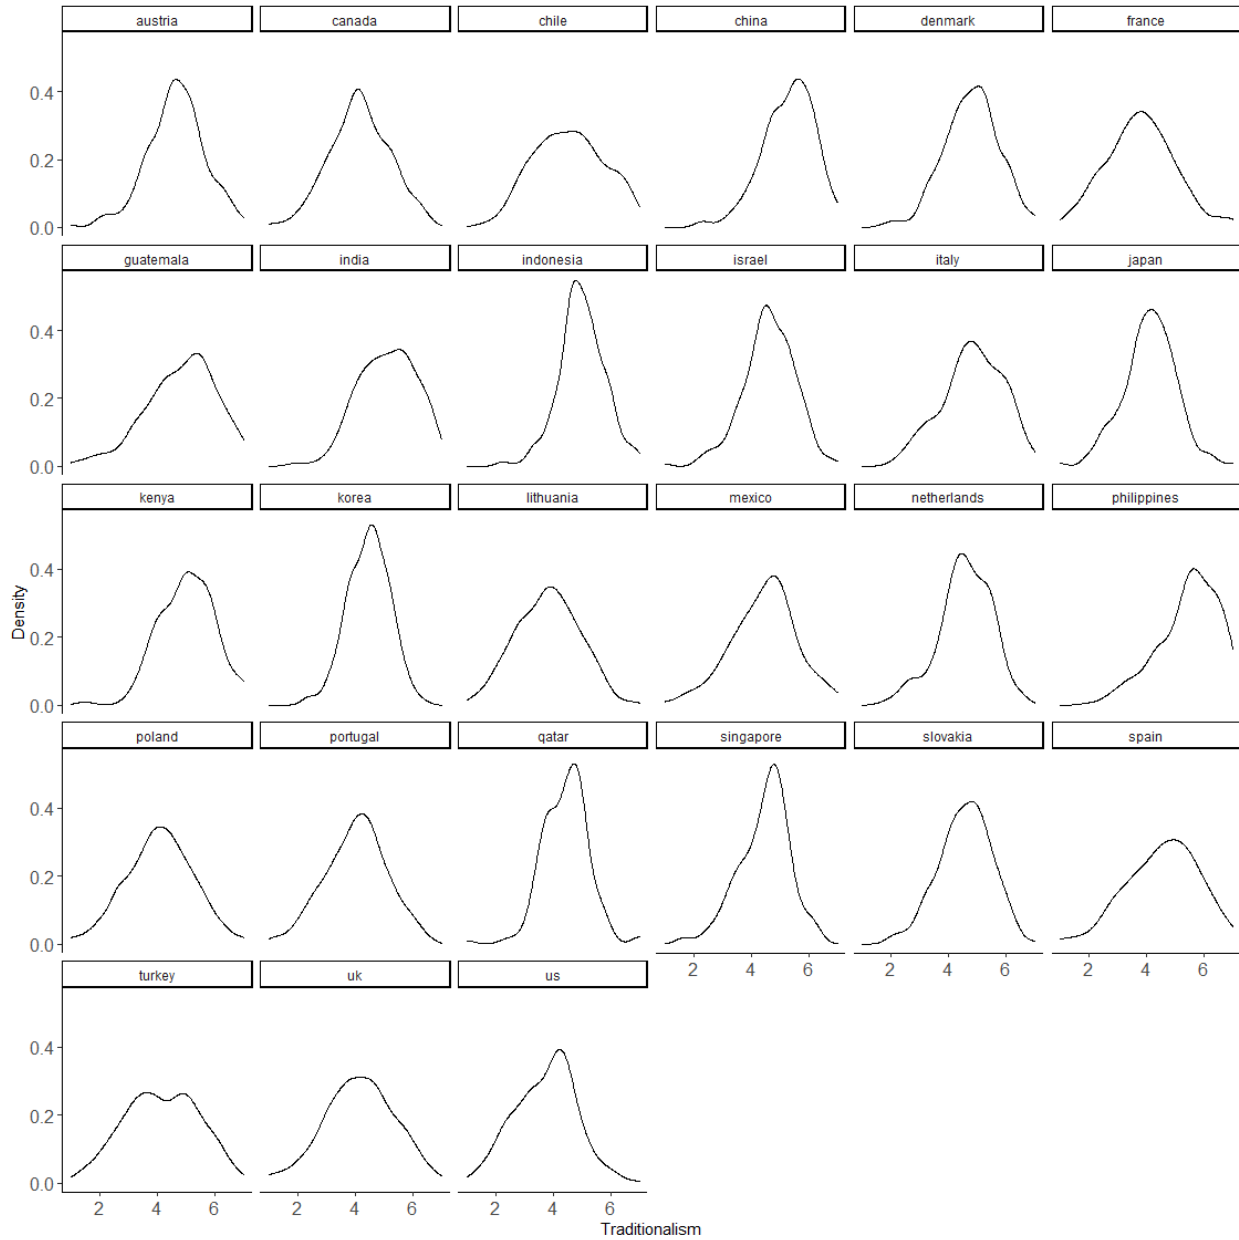 austria canada chile china denmark france
0.4
0.2
0.0
guatemala india indonesia israel italy japan
0.4
0.2
0.0
kenya korea lithuania mexico netherlands philippines
0.4
0.2
0.0
poland portugal qatar singapore slovakia spain
0.4
0.2
0.0
2 4 6 2 4 6 2 4 6
turkey uk us
0.4
0.2
0.0
2 4 6 2 4 6 2 4 6
Density
Traditionalism